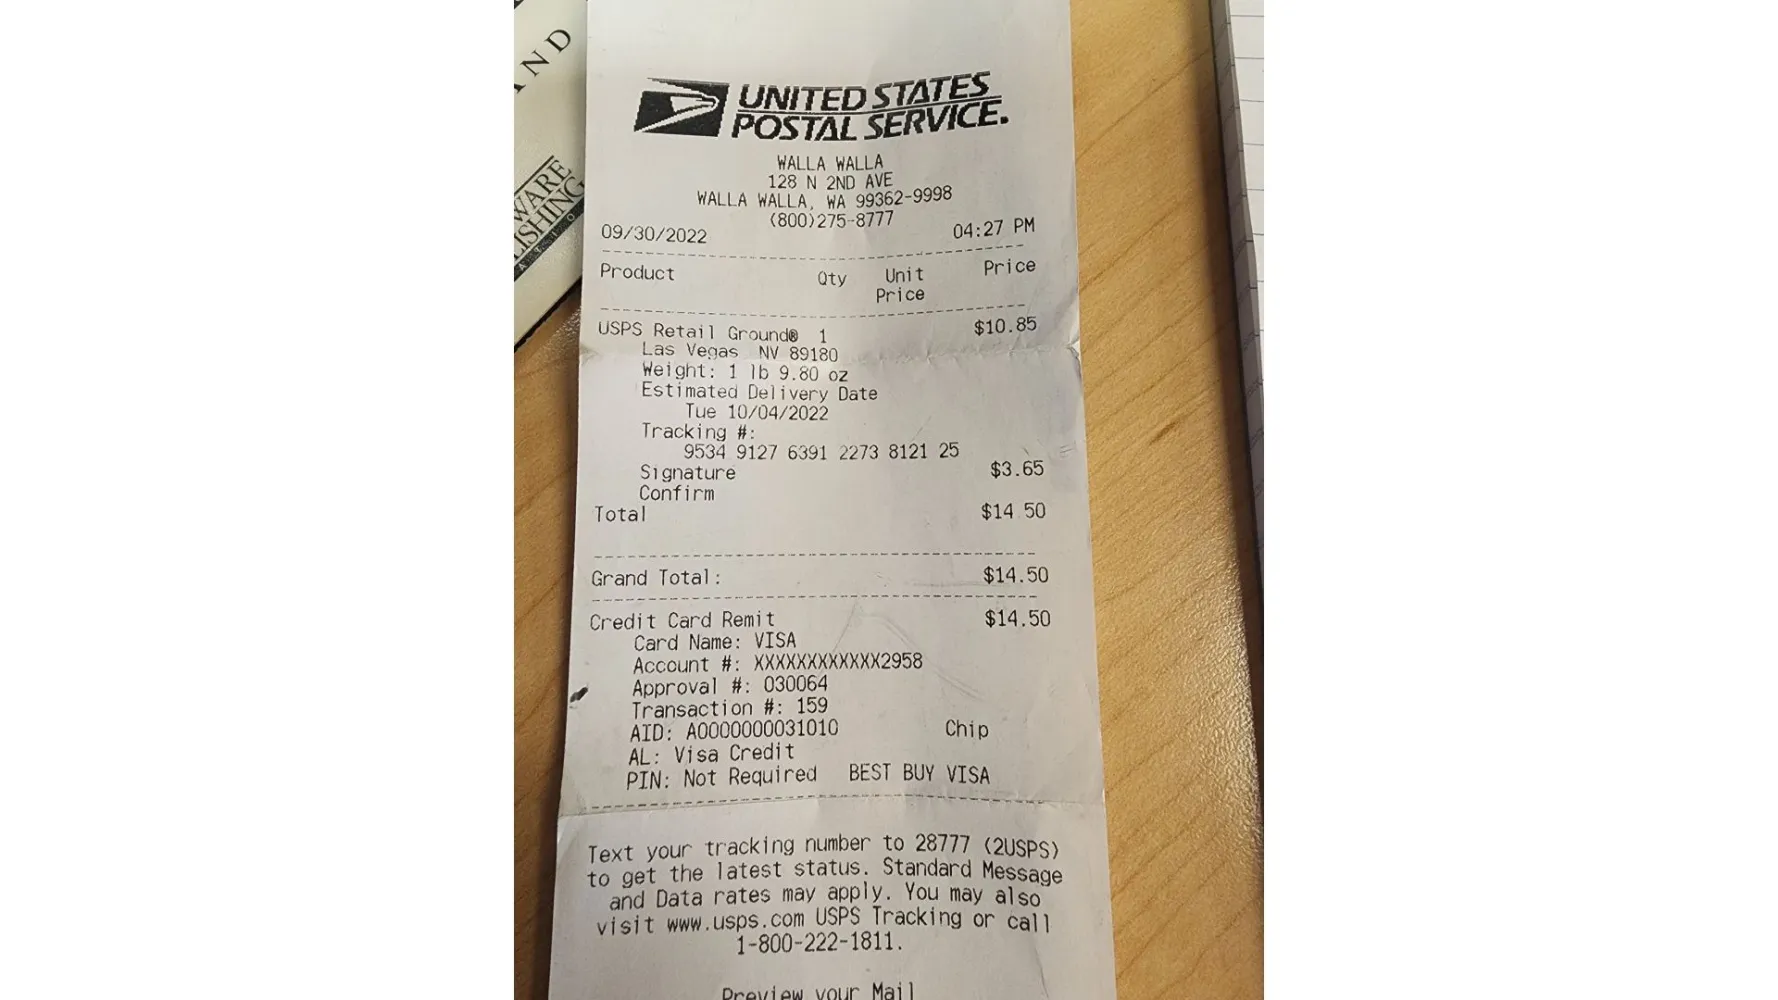 IND
WARE
LISHING
UNITED STATES
POSTAL SERVICE.
WALLA WALLA
128 N 2ND AVE
WALLA WALLA, WA 99362-9998
(800)275-8777
09/30/2022 04:27 PM
Product Qty Unit Price
Price
USPS Retail Ground® 1 $10.85
Las Vegas NV 89180
Weight: 1 lb 9.80 oz
Estimated Delivery Date
Tue 10/04/2022
Tracking #:
9534 9127 6391 2273 8121 25
Signature $3.65
Confirm
Total $14.50
Grand Total: $14.50
Credit Card Remit $14.50
Card Name: VISA
Account #: XXXXXXXXXXXX2958
Approval #: 030064
Transaction #: 159
AID: A0000000031010 Chip
AL: Visa Credit
PIN: Not Required BEST BUY VISA
Text your tracking number to 28777 (2USPS)
to get the latest status. Standard Message
and Data rates may apply. You may also
visit www.usps.com USPS Tracking or call
1-800-222-1811.
Preview your Mail